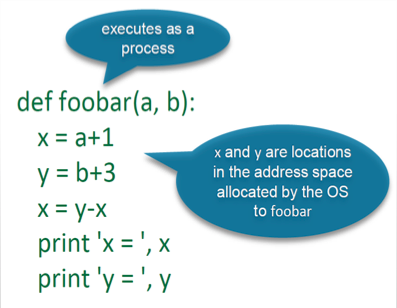 executes as a
process
def foobar(a, b):
x = a+1
y = b+3
x = y-x
print 'x = ', x
print 'y = ', y
x and y are locations
in the address space
allocated by the OS
to foobar